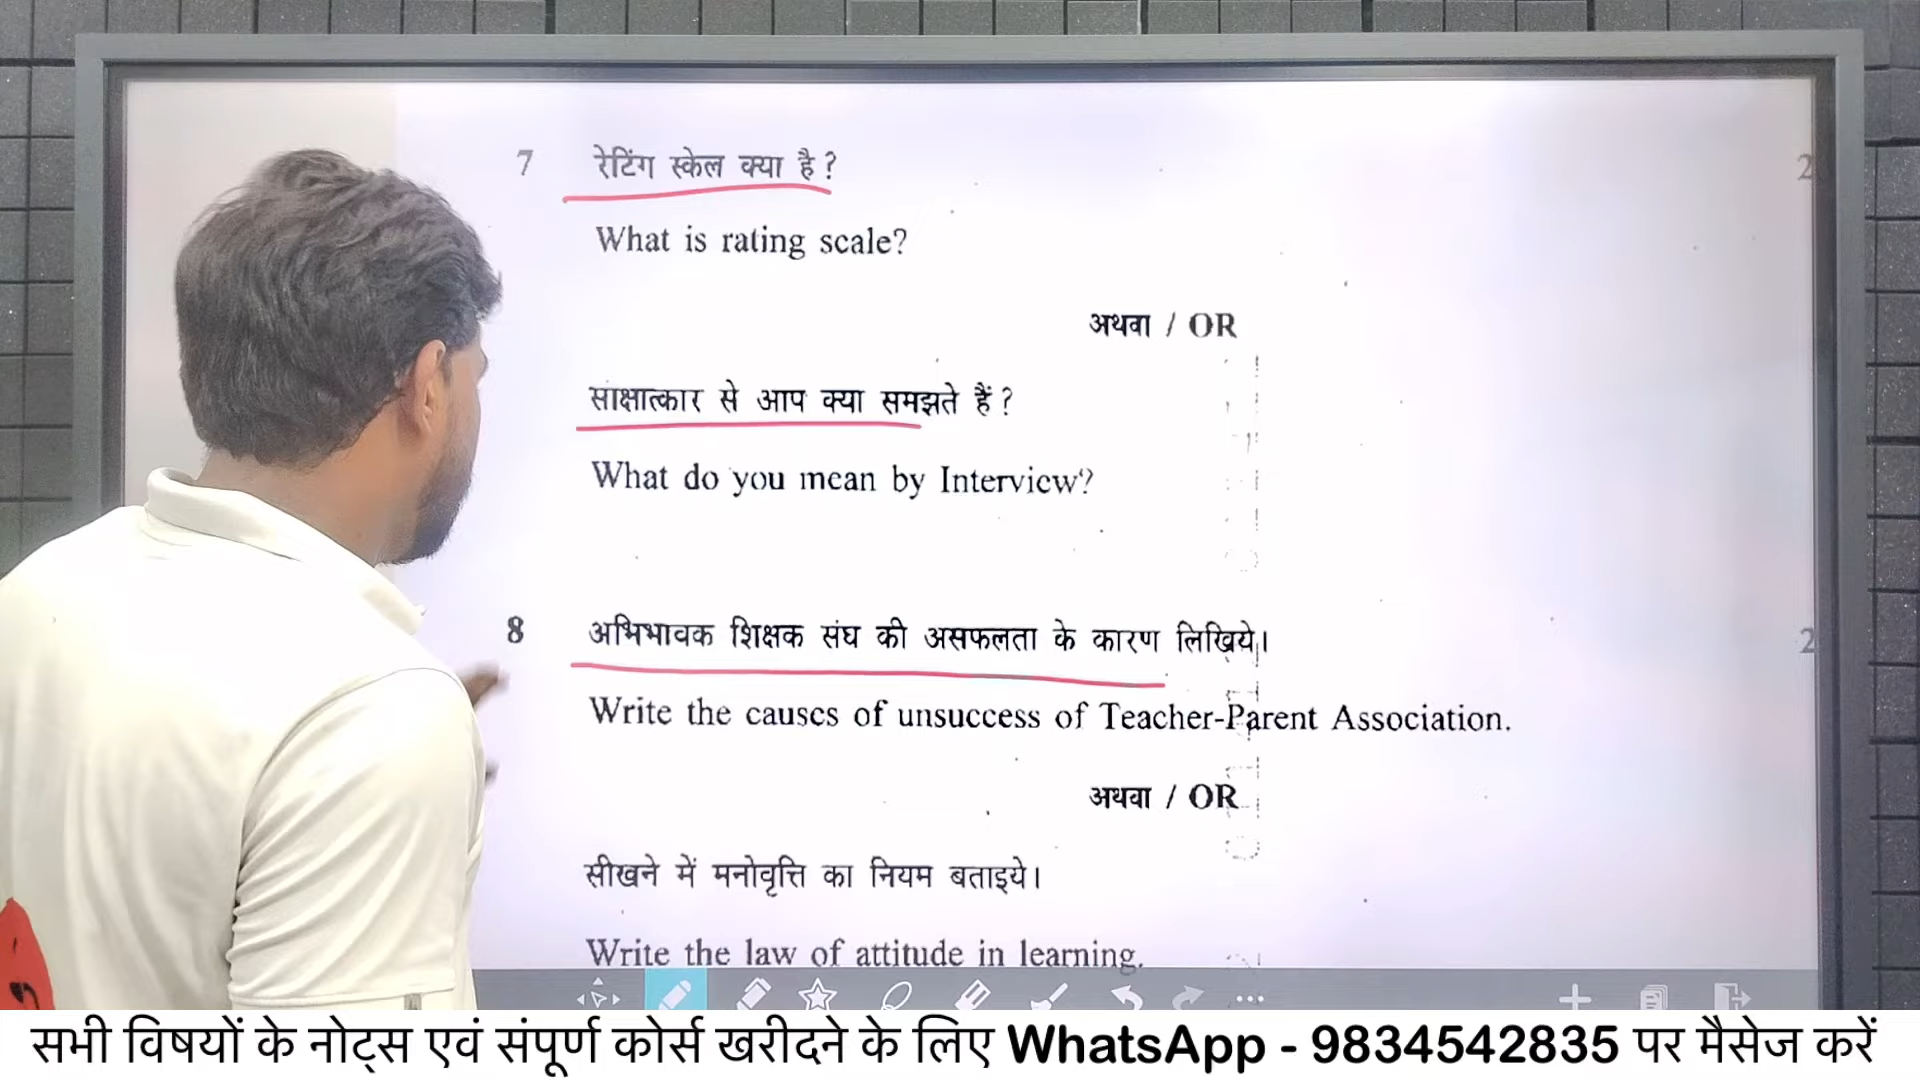 7 रेटिंग स्केल क्या है ? 2
What is rating scale?
अथवा / OR
साक्षात्कार से आप क्या समझते हैं ?
What do you mean by Interview?
8 अभिभावक शिक्षक संघ की असफलता के कारण लिखिये। 2
Write the causes of unsuccess of Teacher-Parent Association.
अथवा / OR
सीखने में मनोवृत्ति का नियम बताइये।
Write the law of attitude in learning.
सभी विषयों के नोट्स एवं संपूर्ण कोर्स खरीदने के लिए WhatsApp - 9834542835 पर मैसेज करें